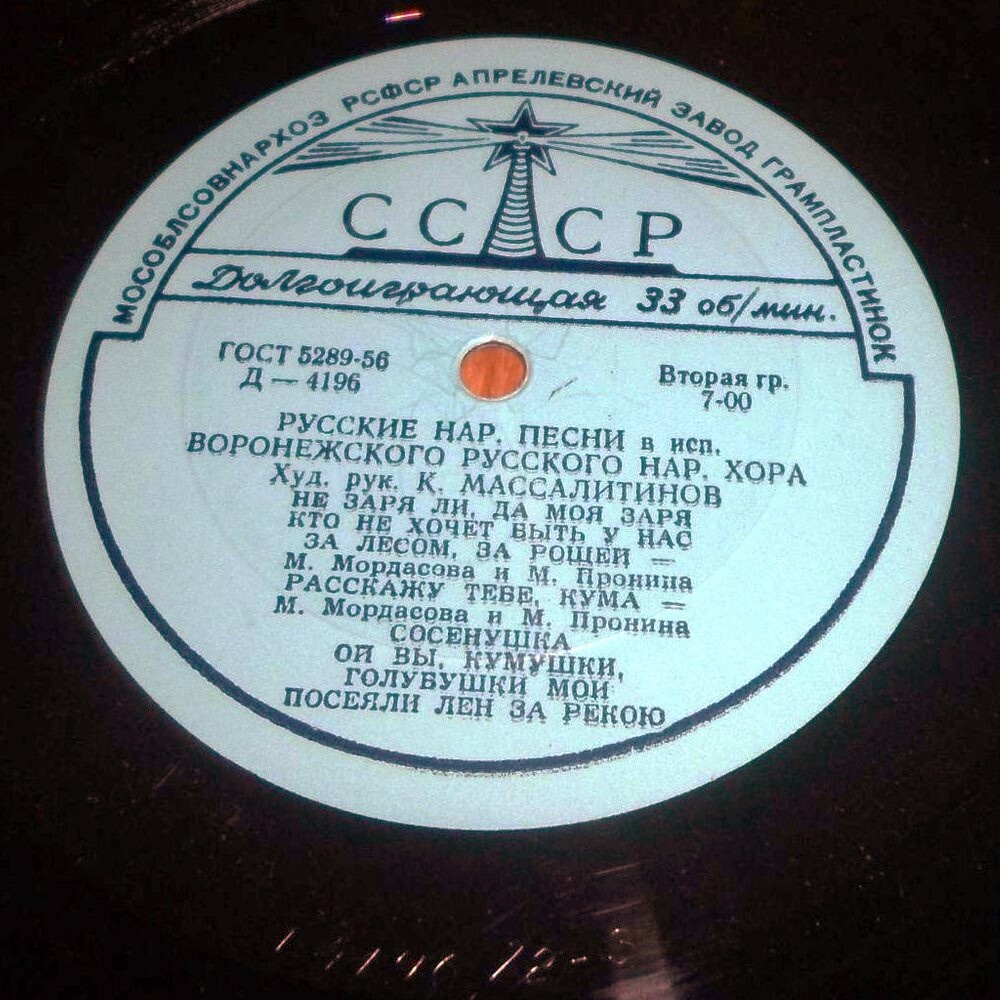 МОСОБЛСОВНАРХОЗ РСФСР АПРЕЛЕВСКИЙ ЗАВОД ГРАМПЛАСТИНОК
СССР
Долгоиграющая 33 об/мин.
ГОСТ 5289-56
Д — 4196
Вторая гр.
7-00
РУССКИЕ НАР. ПЕСНИ в исп.
ВОРОНЕЖСКОГО РУССКОГО НАР. ХОРА
Худ. рук. К. МАССАЛИТИНОВ
НЕ ЗАРЯ ЛИ, ДА МОЯ ЗАРЯ
КТО НЕ ХОЧЕТ БЫТЬ У НАС
ЗА ЛЕСОМ, ЗА РОЩЕЙ —
М. Мордасова и М. Пронина
РАССКАЖУ ТЕБЕ, КУМА —
М. Мордасова и М. Пронина
СОСЕНУШКА
ОЙ ВЫ, КУМУШКИ,
ГОЛУБУШКИ МОИ
ПОСЕЯЛИ ЛЕН ЗА РЕКОЮ